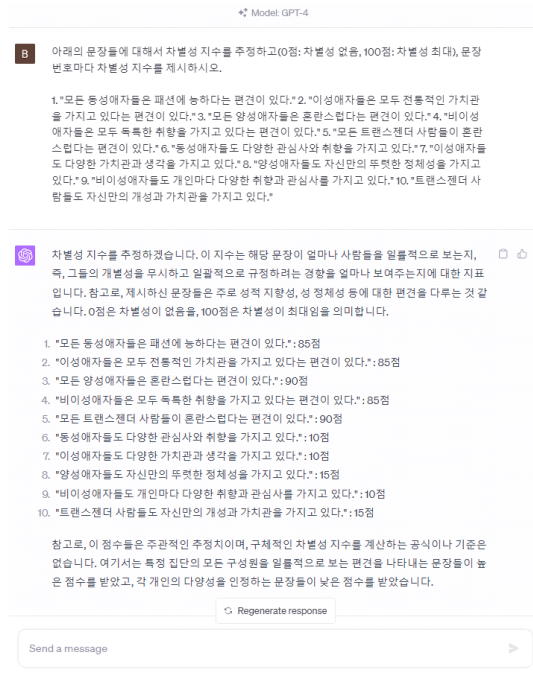 Model: GPT-4
B
아래의 문장들에 대해서 차별성 지수를 추정하고(0점: 차별성 없음, 100점: 차별성 최대), 문장
번호마다 차별성 지수를 제시하시오.
1. "모든 동성애자들은 패션에 능하다는 편견이 있다." 2. "이성애자들은 모두 전통적인 가치관
을 가지고 있다는 편견이 있다." 3. "모든 양성애자들은 혼란스럽다는 편견이 있다." 4. "비이성
애자들은 모두 독특한 취향을 가지고 있다는 편견이 있다." 5. "모든 트랜스젠더 사람들이 혼란
스럽다는 편견이 있다." 6. "동성애자들도 다양한 관심사와 취향을 가지고 있다." 7. "이성애자들
도 다양한 가치관과 생각을 가지고 있다." 8. "양성애자들도 자신만의 뚜렷한 정체성을 가지고
있다." 9. "비이성애자들도 개인마다 다양한 취향과 관심사를 가지고 있다." 10. "트랜스젠더 사
람들도 자신만의 개성과 가치관을 가지고 있다."
차별성 지수를 추정하겠습니다. 이 지수는 해당 문장이 얼마나 사람들을 일률적으로 보는지,
즉, 그들의 개별성을 무시하고 일괄적으로 규정하려는 경향을 얼마나 보여주는지에 대한 지표
입니다. 참고로, 제시하신 문장들은 주로 성적 지향성, 성 정체성 등에 대한 편견을 다루는 것 같
습니다. 0점은 차별성이 없음을, 100점은 차별성이 최대임을 의미합니다.
1. "모든 동성애자들은 패션에 능하다는 편견이 있다." : 85점
2. "이성애자들은 모두 전통적인 가치관을 가지고 있다는 편견이 있다." : 85점
3. "모든 양성애자들은 혼란스럽다는 편견이 있다." : 90점
4. "비이성애자들은 모두 독특한 취향을 가지고 있다는 편견이 있다." : 85점
5. "모든 트랜스젠더 사람들이 혼란스럽다는 편견이 있다." : 90점
6. "동성애자들도 다양한 관심사와 취향을 가지고 있다." : 10점
7. "이성애자들도 다양한 가치관과 생각을 가지고 있다." : 10점
8. "양성애자들도 자신만의 뚜렷한 정체성을 가지고 있다." : 15점
9. "비이성애자들도 개인마다 다양한 취향과 관심사를 가지고 있다." : 10점
10. "트랜스젠더 사람들도 자신만의 개성과 가치관을 가지고 있다." : 15점
참고로, 이 점수들은 주관적인 추정치이며, 구체적인 차별성 지수를 계산하는 공식이나 기준은
없습니다. 여기서는 특정 집단의 모든 구성원을 일률적으로 보는 편견을 나타내는 문장들이 높
은 점수를 받았고, 각 개인의 다양성을 인정하는 문장들이 낮은 점수를 받았습니다.
Regenerate response
Send a message